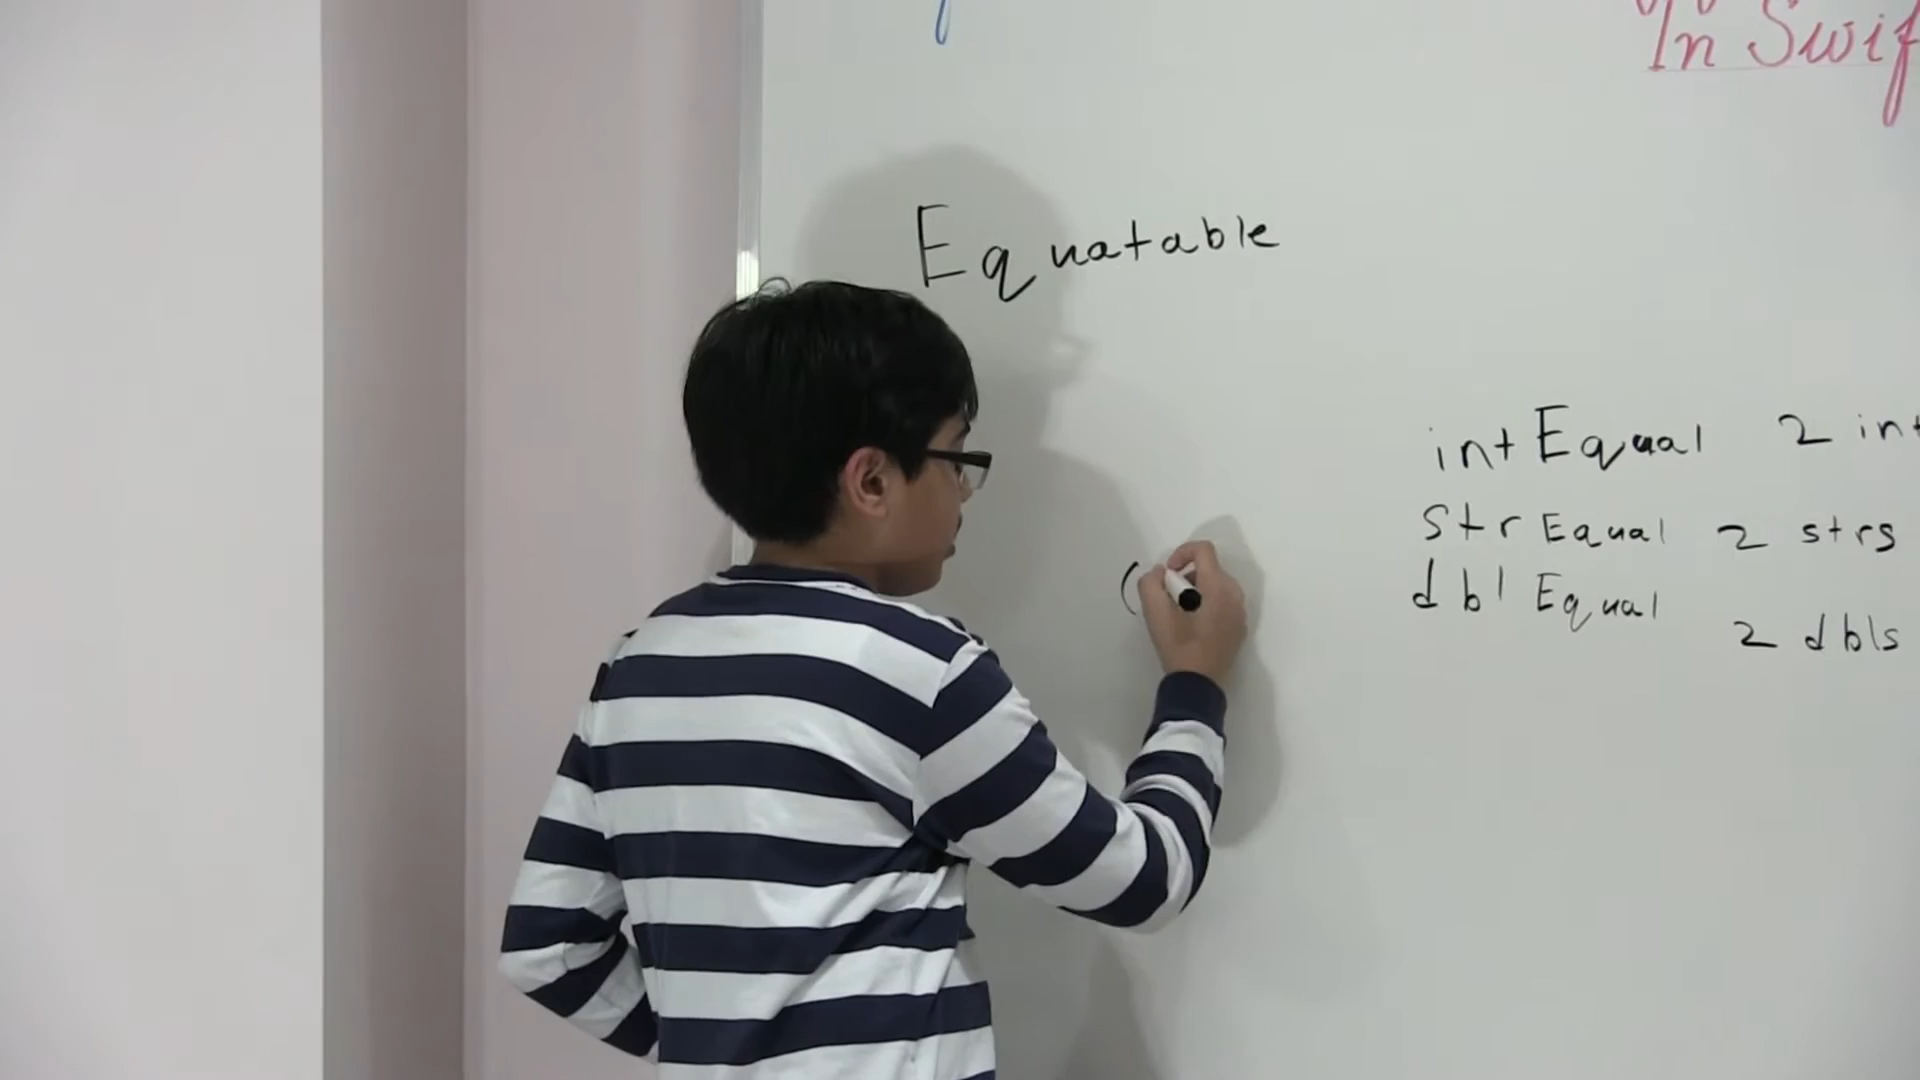 In Swif
Equatable
intEqual 2 int
strEqual 2 strs
dblEqual 2 dbls
(